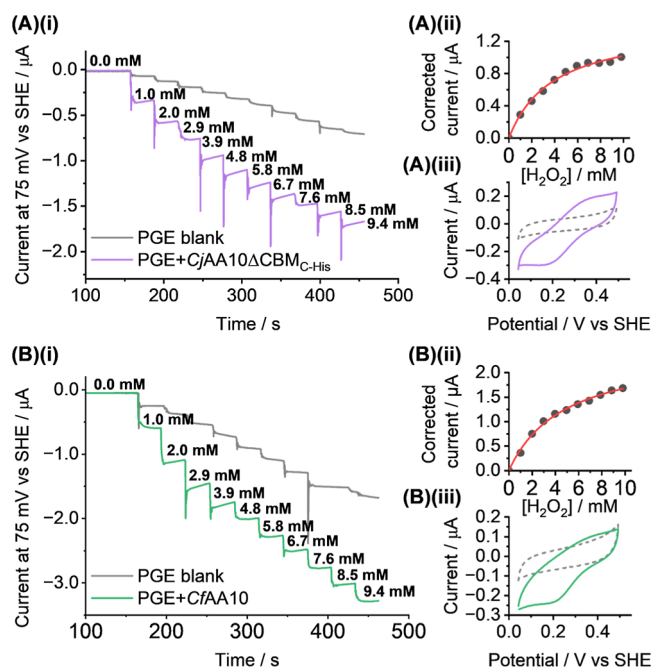 (A)(i)
Current at 75 mV vs SHE / µA
0.0
-0.5
-1.0
-1.5
-2.0
0.0 mM
1.0 mM
2.0 mM
2.9 mM
3.9 mM
4.8 mM
5.8 mM
6.7 mM
7.6 mM
8.5 mM
9.4 mM
PGE blank
PGE+CjAA10ΔCBMC-His
100 200 300 400 500
Time / s
(A)(ii)
Corrected
current / µA
1.2
0.8
0.4
0.0
0 2 4 6 8 10
[H₂O₂] / mM
(A)(iii)
Current / µA
0.2
0.0
-0.2
-0.4
0.0 0.2 0.4
Potential / V vs SHE
(B)(i)
Current at 75 mV vs SHE / µA
0.0
-1.0
-2.0
-3.0
0.0 mM
1.0 mM
2.0 mM
2.9 mM
3.9 mM
4.8 mM
5.8 mM
6.7 mM
7.6 mM
8.5 mM
9.4 mM
PGE blank
PGE+CfAA10
100 200 300 400 500
Time / s
(B)(ii)
Corrected
current / µA
2.0
1.5
1.0
0.5
0.0
0 2 4 6 8 10
[H₂O₂] / mM
(B)(iii)
Current / µA
0.2
0.1
0.0
-0.1
-0.2
-0.3
0.0 0.2 0.4
Potential / V vs SHE